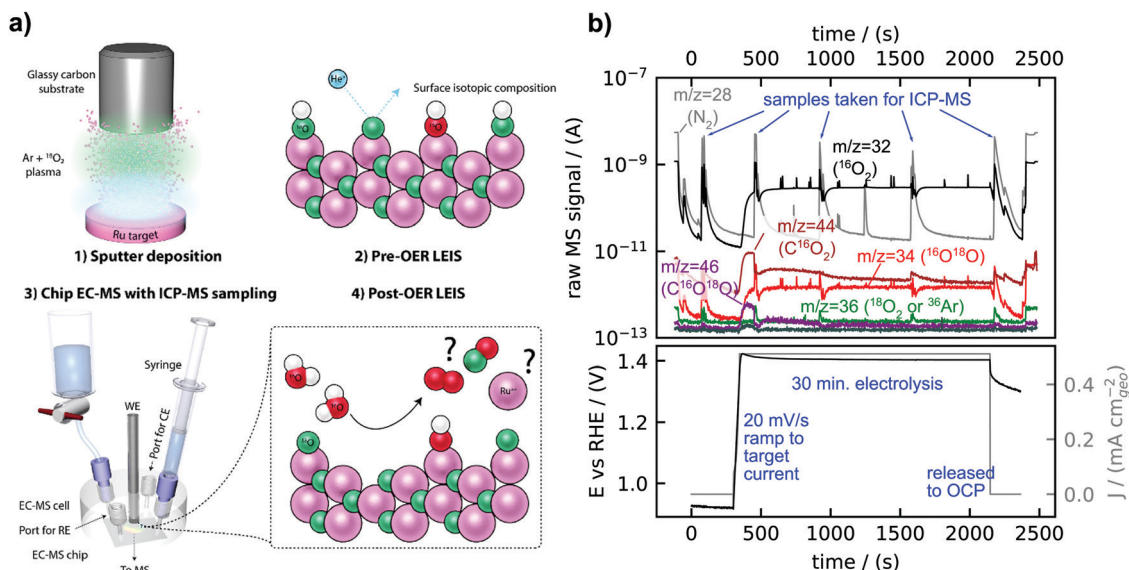 a)
Glassy carbon
substrate
Ar + ¹⁸O₂
plasma
Ru target
1) Sputter deposition
He⁺
Surface isotopic composition
¹⁸O
¹⁶O
2) Pre-OER LEIS
3) Chip EC-MS with ICP-MS sampling
Syringe
WE
Port for CE
EC-MS cell
Port for RE
EC-MS chip
To MS
4) Post-OER LEIS
? ?
¹⁶O
¹⁶O
Ruⁿ⁺
¹⁸O
b)
time / (s)
0 500 1000 1500 2000 2500
raw MS signal / (A)
10⁻⁷
10⁻⁹
10⁻¹¹
10⁻¹³
m/z=28
(N₂)
samples taken for ICP-MS
m/z=32
(¹⁶O₂)
m/z=44
(C¹⁶O₂)
m/z=46
(C¹⁶O¹⁸O)
m/z=34 (¹⁶O¹⁸O)
m/z=36 (¹⁸O₂ or ³⁶Ar)
E vs RHE / (V)
1.4
1.2
1.0
30 min. electrolysis
20 mV/s
ramp to
target
current
released
to OCP
0.4
0.2
0.0
J / (mA cm⁻²geo)
0 500 1000 1500 2000 2500
time / (s)